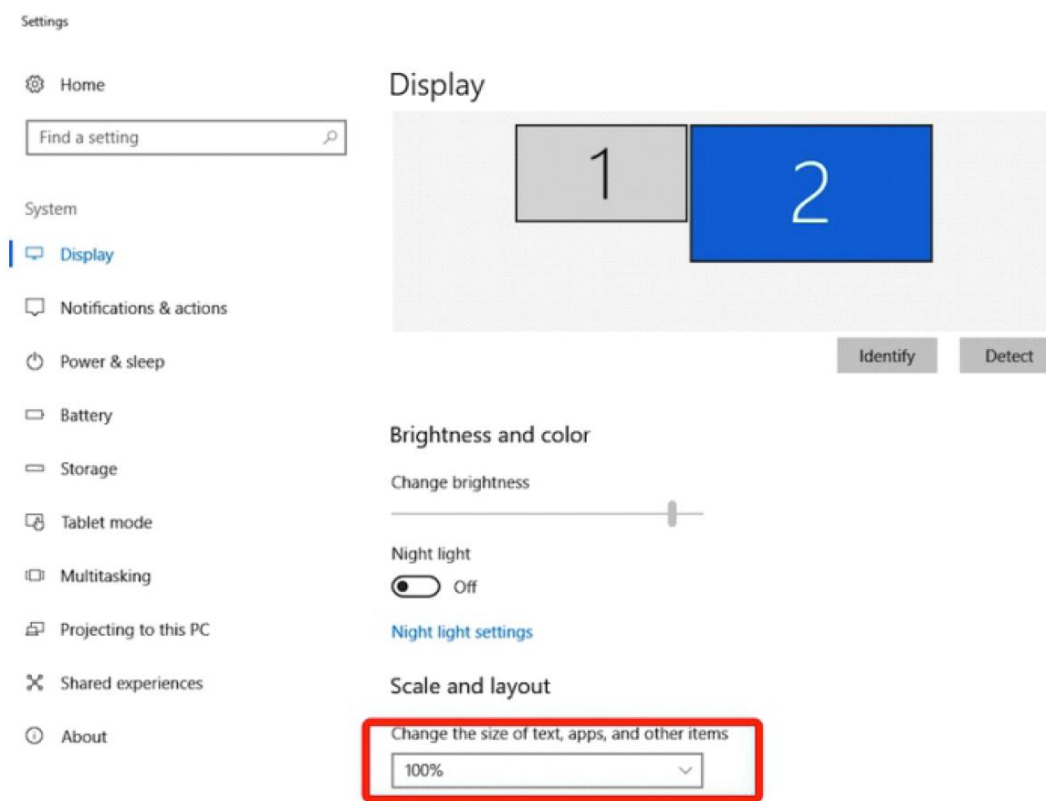 Settings
Home
Find a setting
System
Display
Notifications & actions
Power & sleep
Battery
Storage
Tablet mode
Multitasking
Projecting to this PC
Shared experiences
About
Display
1
2
Identify
Detect
Brightness and color
Change brightness
Night light
Off
Night light settings
Scale and layout
Change the size of text, apps, and other items
100%